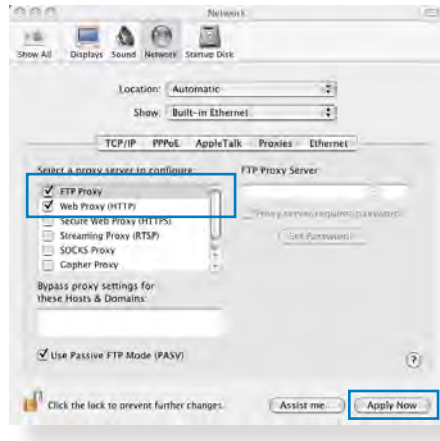 Network
Show All Displays Sound Network Startup Disk
Location: Automatic
Show: Built-in Ethernet
TCP/IP PPPoE AppleTalk Proxies Ethernet
Select a proxy server to configure: FTP Proxy Server
FTP Proxy
Web Proxy (HTTP)
Secure Web Proxy (HTTPS)
Proxy server requires password
Streaming Proxy (RTSP)
Set Password
SOCKS Proxy
Gopher Proxy
Bypass proxy settings for
these Hosts & Domains:
Use Passive FTP Mode (PASV)
?
Click the lock to prevent further changes. Assist me... Apply Now